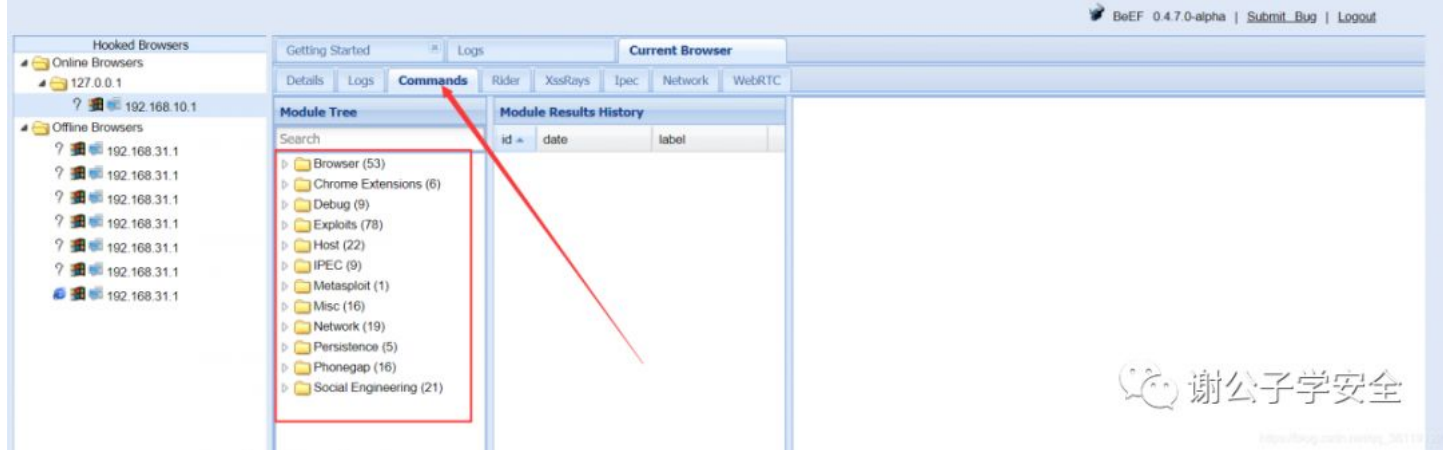 BeEF 0.4.7.0-alpha | Submit Bug | Logout
Hooked Browsers
Online Browsers
127.0.0.1
? 192.168.10.1
Offline Browsers
? 192.168.31.1
? 192.168.31.1
? 192.168.31.1
? 192.168.31.1
? 192.168.31.1
? 192.168.31.1
192.168.31.1
Getting Started
Logs
Current Browser
Details
Logs
Commands
Rider
XssRays
Ipec
Network
WebRTC
Module Tree
Search
Browser (53)
Chrome Extensions (6)
Debug (9)
Exploits (78)
Host (22)
IPEC (9)
Metasploit (1)
Misc (16)
Network (19)
Persistence (5)
Phonegap (16)
Social Engineering (21)
Module Results History
id date label
谢公子学安全